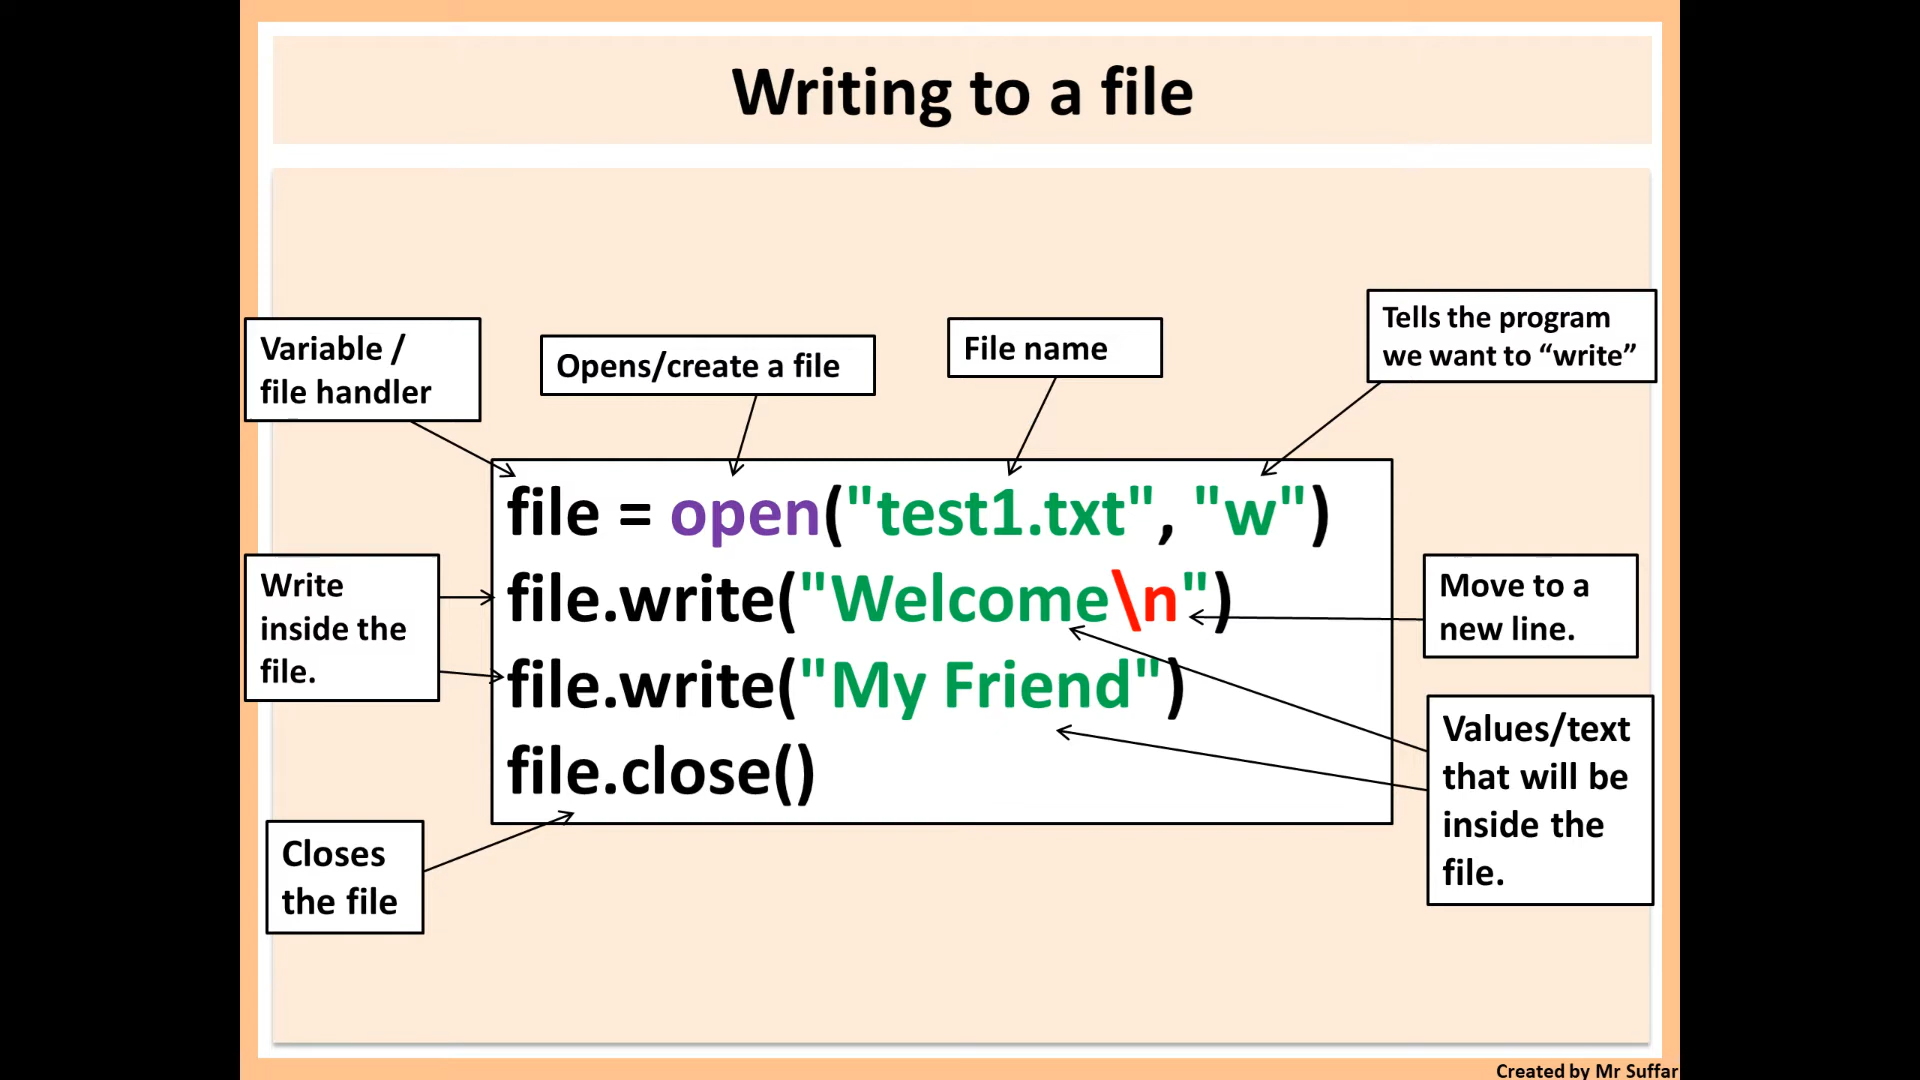 Writing to a file
Variable /
file handler
Opens/create a file
File name
Tells the program
we want to “write”
file = open("test1.txt", "w")
file.write("Welcome\n")
file.write("My Friend")
file.close()
Write
inside the
file.
Move to a
new line.
Values/text
that will be
inside the
file.
Closes
the file
Created by Mr Suffar